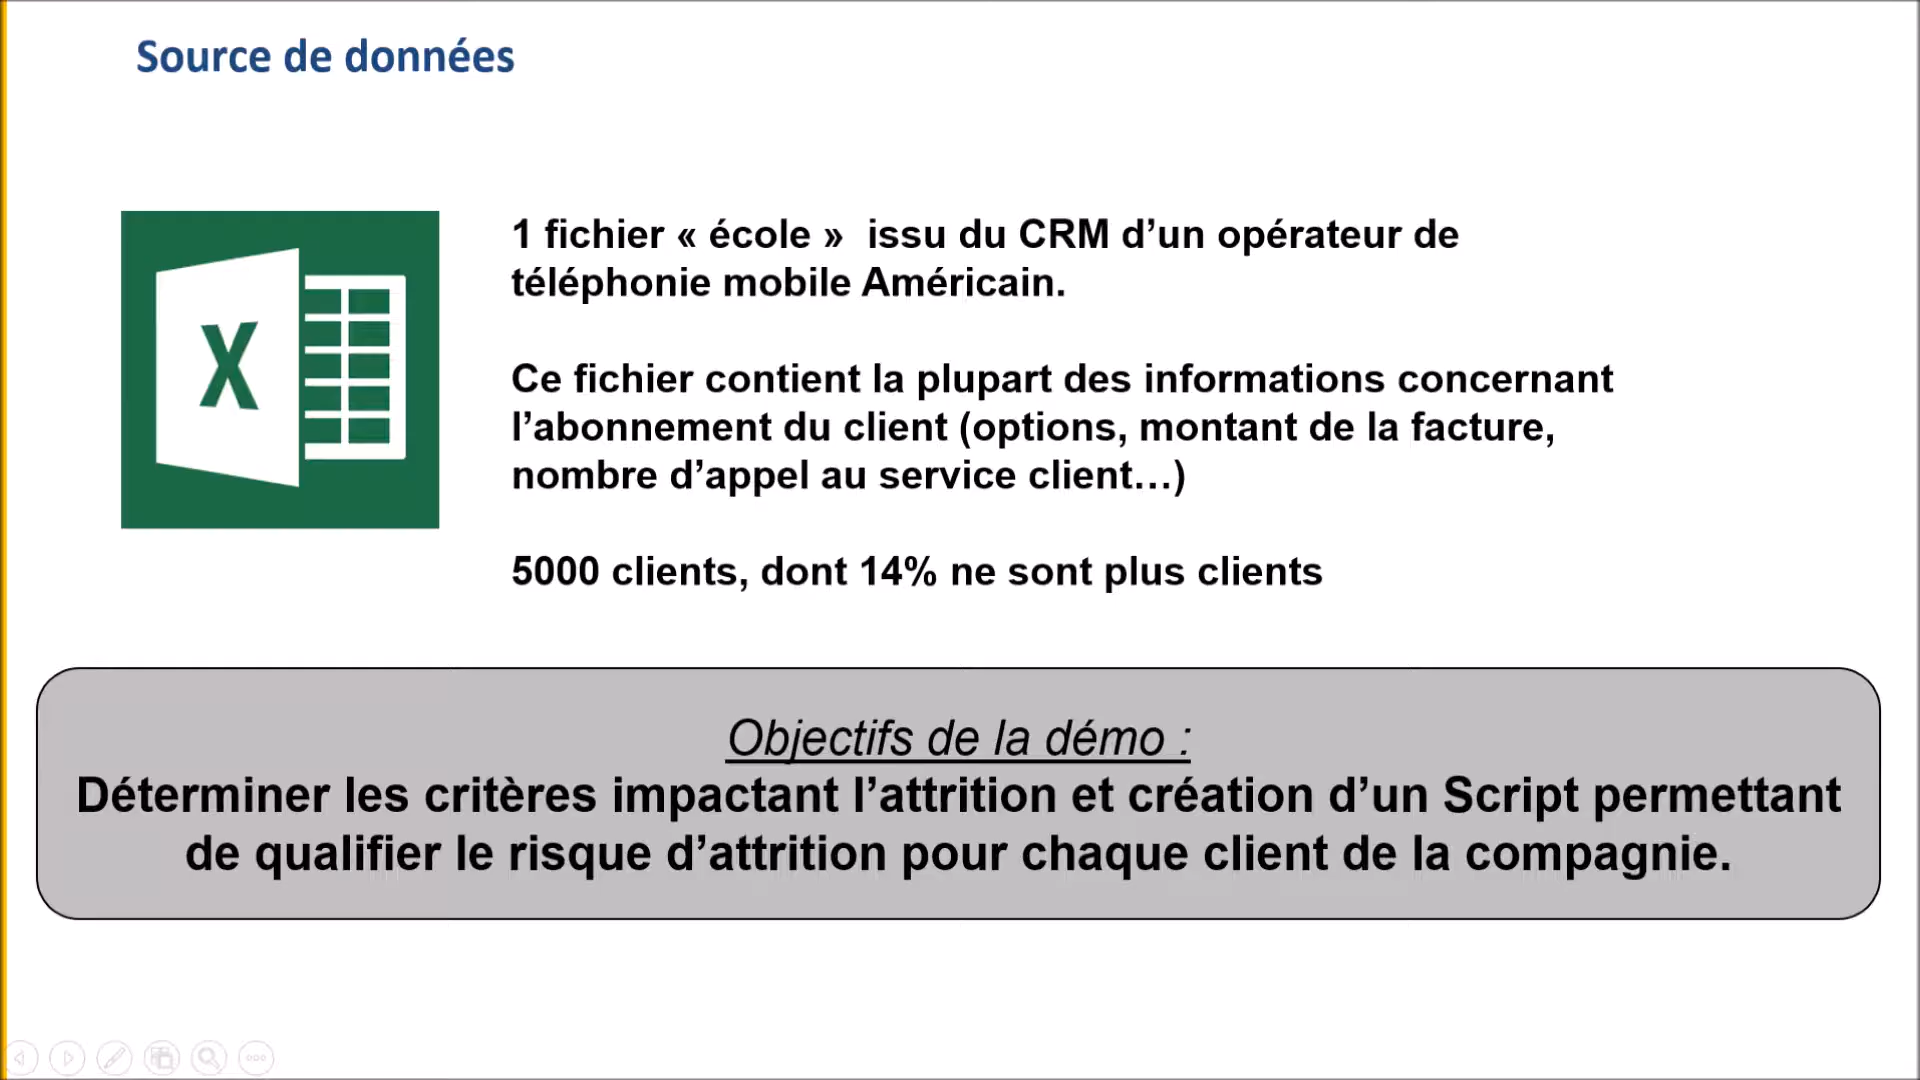 Source de données
X
1 fichier « école »  issu du CRM d’un opérateur de
téléphonie mobile Américain.
Ce fichier contient la plupart des informations concernant
l’abonnement du client (options, montant de la facture,
nombre d’appel au service client…)
5000 clients, dont 14% ne sont plus clients
Objectifs de la démo :
Déterminer les critères impactant l’attrition et création d’un Script permettant
de qualifier le risque d’attrition pour chaque client de la compagnie.